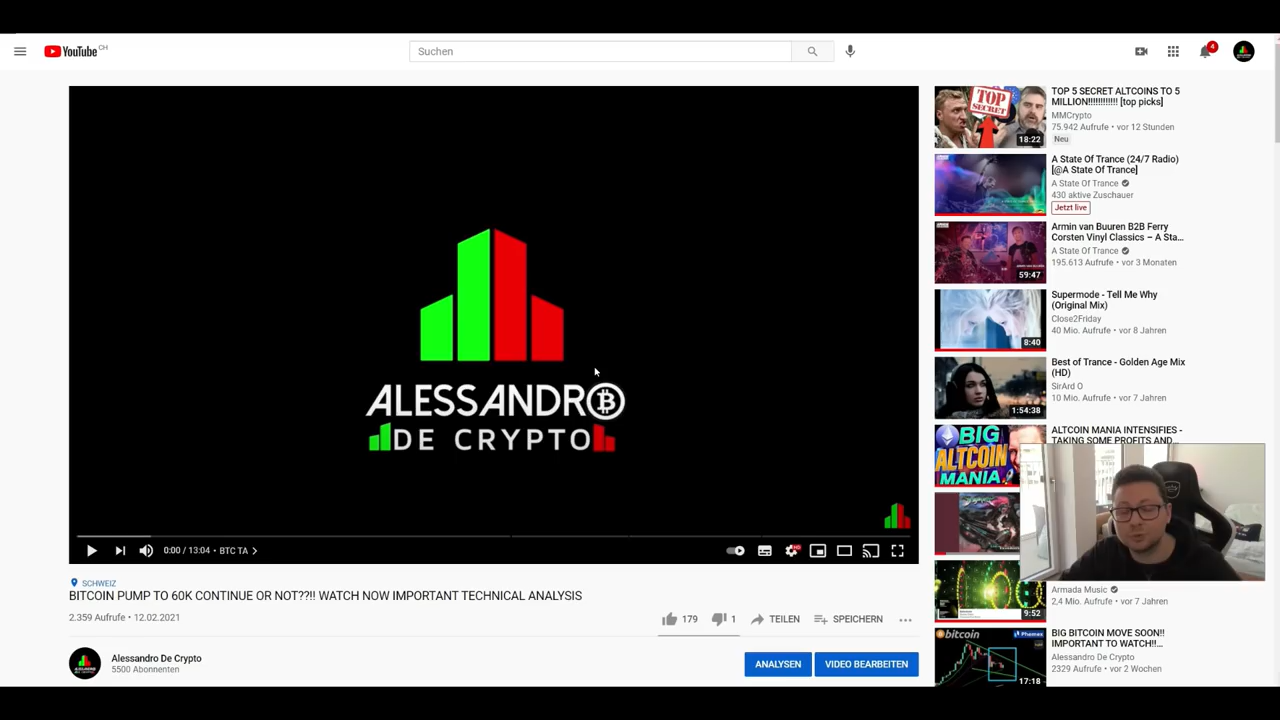 YouTube CH
Suchen
4
ALESSANDRO
DE CRYPTO
0:00 / 13:04 • BTC TA
SCHWEIZ
BITCOIN PUMP TO 60K CONTINUE OR NOT??!! WATCH NOW IMPORTANT TECHNICAL ANALYSIS
2.359 Aufrufe • 12.02.2021
179
1
TEILEN
SPEICHERN
Alessandro De Crypto
5500 Abonnenten
ANALYSEN
VIDEO BEARBEITEN
TOP SECRET
18:22
TOP 5 SECRET ALTCOINS TO 5
MILLION!!!!!!!!!!!! [top picks]
MMCrypto
75.942 Aufrufe • vor 12 Stunden
Neu
A State Of Trance (24/7 Radio)
[@A State Of Trance]
A State Of Trance
430 aktive Zuschauer
Jetzt live
59:47
Armin van Buuren B2B Ferry
Corsten Vinyl Classics – A Sta...
A State Of Trance
195.613 Aufrufe • vor 3 Monaten
8:40
Supermode - Tell Me Why
(Original Mix)
Close2Friday
40 Mio. Aufrufe • vor 8 Jahren
1:54:38
Best of Trance - Golden Age Mix
(HD)
SirArd O
10 Mio. Aufrufe • vor 7 Jahren
BIG
ALTCOIN
MANIA
ALTCOIN MANIA INTENSIFIES -
TAKING SOME PROFITS AND...
9:52
Armada Music
2,4 Mio. Aufrufe • vor 7 Jahren
bitcoin
Phemex
17:18
BIG BITCOIN MOVE SOON!!
IMPORTANT TO WATCH!!...
Alessandro De Crypto
2329 Aufrufe • vor 2 Wochen